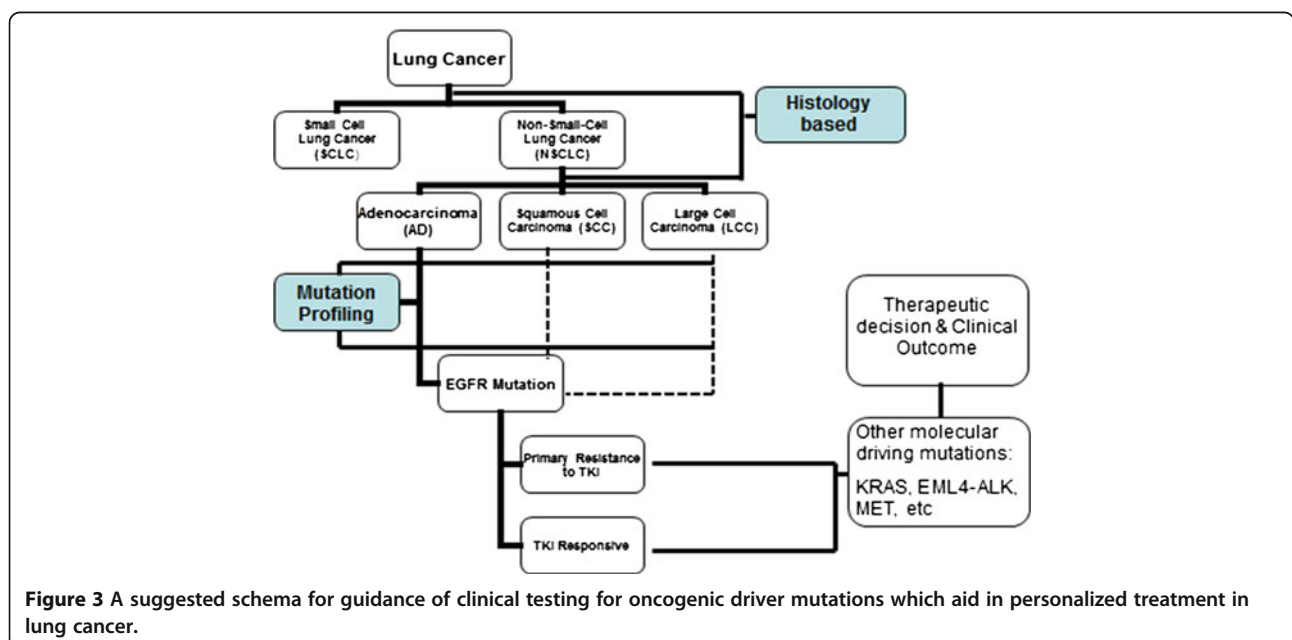 Lung Cancer
Histology
based
Small Cell
Lung Cancer
(SCLC)
Non-Small-Cell
Lung Cancer
(NSCLC)
Adenocarcinoma
(AD)
Squamous Cell
Carcinoma (SCC)
Large Cell
Carcinoma (LCC)
Mutation
Profiling
Therapeutic
decision & Clinical
Outcome
EGFR Mutation
Other molecular
driving mutations:
KRAS, EML4-ALK,
MET, etc
Primary Resistance
to TKI
TKI Responsive
Figure 3 A suggested schema for guidance of clinical testing for oncogenic driver mutations which aid in personalized treatment in
lung cancer.